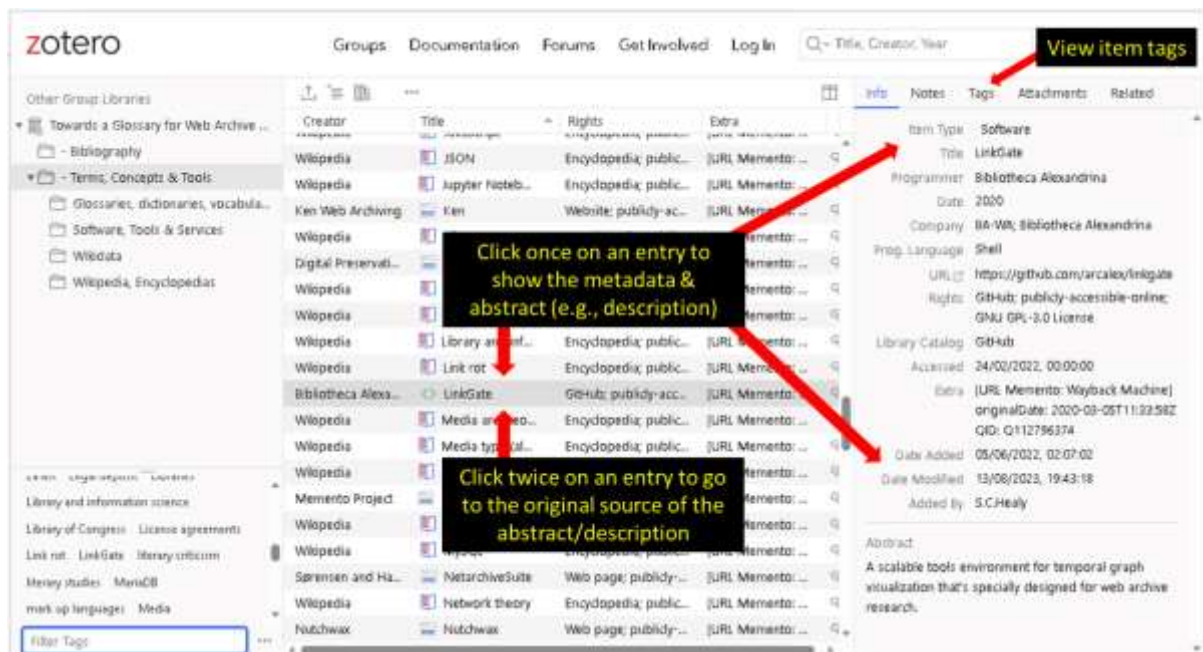 zotero
Groups Documentation Forums Get Involved Log In
Title, Creator, Year
View item tags
Other Group Libraries
Towards a Glossary for Web Archive ...
- Bibliography
- Terms, Concepts & Tools
Glossaries, dictionaries, vocabula...
Software, Tools & Services
Wikidata
Wikipedia, Encyclopedias
Library and information science
Library of Congress License agreements
Link rot LinkGate literary criticism
literary studies MariaDB
mark up languages Media
Filter Tags
Creator Title Rights Extra
Wikipedia JSON Encyclopedia; public... [URL Memento: ...
Wikipedia Jupyter Noteb... Encyclopedia; public... [URL Memento: ...
Ken Web Archiving Ken Website; publicly-ac... [URL Memento: ...
Wikipedia
Digital Preservati...
Wikipedia
Wikipedia
Wikipedia Library and inf... Encyclopedia; public... [URL Memento: ...
Wikipedia Link rot Encyclopedia; public... [URL Memento: ...
Bibliotheca Alexa... LinkGate GitHub; publicly-acc... [URL Memento: ...
Wikipedia Media Encyclopedia; public... [URL Memento: ...
Wikipedia Media Encyclopedia; public... [URL Memento: ...
Wikipedia
Memento Project
Wikipedia
Wikipedia MySQL
Sørensen and Ha... NetarchiveSuite Web page; publicly-... [URL Memento: ...
Wikipedia Network theory Encyclopedia; public... [URL Memento: ...
Nutchwax Nutchwax Web page; publicly-... [URL Memento: ...
Click once on an entry to
show the metadata &
abstract (e.g., description)
Click twice on an entry to go
to the original source of the
abstract/description
Info Notes Tags Attachments Related
Item Type Software
Title LinkGate
Programmer Bibliotheca Alexandrina
Date 2020
Company BA-WA; Bibliotheca Alexandrina
Prog. Language Shell
URL https://github.com/arcalex/linkgate
Rights GitHub; publicly-accessible-online;
GNU GPL-3.0 License
Library Catalog GitHub
Accessed 24/02/2022, 00:00:00
Extra [URL Memento: Wayback Machine]
originalDate: 2020-03-05T11:33:58Z
QID: Q112796374
Date Added 05/06/2022, 02:07:02
Date Modified 13/08/2023, 19:43:18
Added By S.C.Healy
Abstract
A scalable tools environment for temporal graph
visualization that's specially designed for web archive
research.